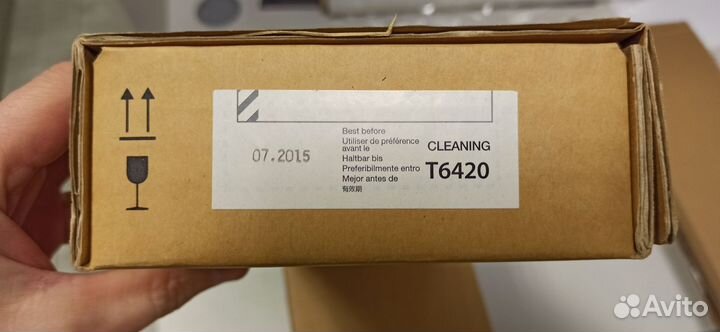 07.2015
Best before
Utiliser de préférence
avant le
Haltbar bis
Preferibilmente entro
Mejor antes de
有效期
CLEANING
T6420
Avito